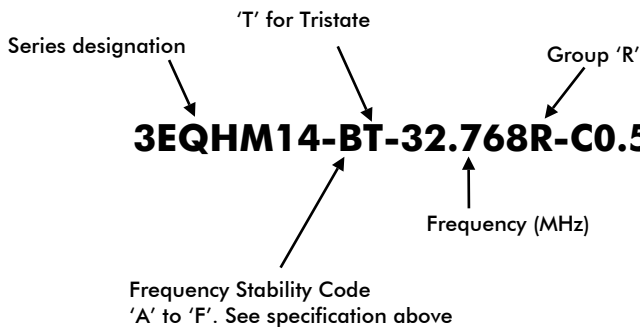 'T' for Tristate
Series designation
Group 'R'
3EQHM14-BT-32.768R-C0.5
Frequency (MHz)
Frequency Stability Code
'A' to 'F'. See specification above